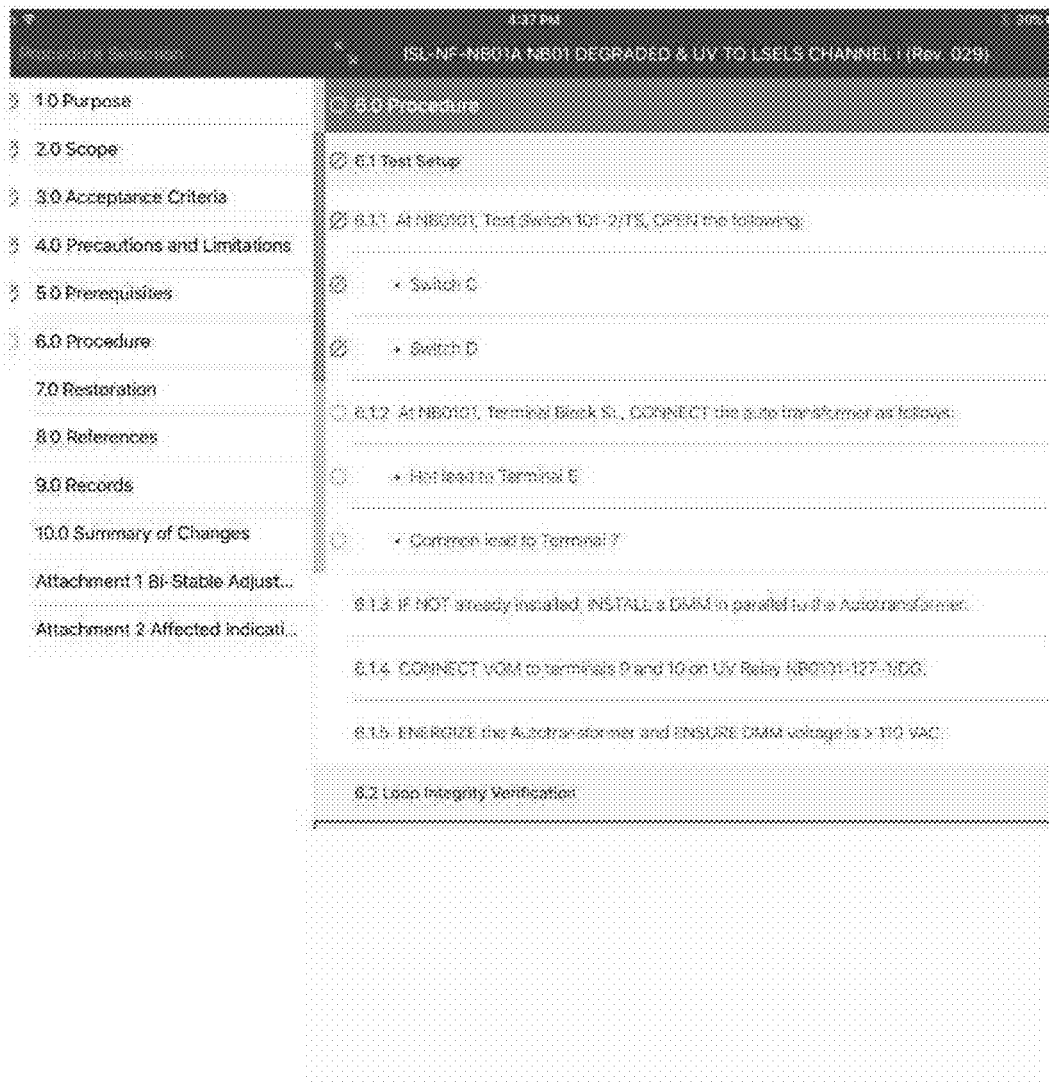 4:37 PM
ISL-NF-NB01A NB01 DEGRADED & UV TO LSELS CHANNEL I (Rev. 029)
1.0 Purpose
2.0 Scope
3.0 Acceptance Criteria
4.0 Precautions and Limitations
5.0 Prerequisites
6.0 Procedure
7.0 Restoration
8.0 References
9.0 Records
10.0 Summary of Changes
Attachment 1 Bi-Stable Adjust...
Attachment 2 Affected Indicati...
6.0 Procedure
6.1 Test Setup
6.1.1 At NB0101, Test Switch 101-2/TS, OPEN the following:
• Switch C
• Switch D
6.1.2 At NB0101, Terminal Block SL, CONNECT the auto transformer as follows:
• Hot lead to Terminal
• Common lead to Terminal 7
6.1.3 IF NOT already installed, INSTALL a DMM in parallel to the Autotransformer.
6.1.4 CONNECT VOM to terminals 9 and 10 on UV Relay NB0101-127-1/DG.
6.1.5 ENERGIZE the Autotransformer and ENSURE DMM voltage is > 110 VAC.
6.2 Loop Integrity Verification